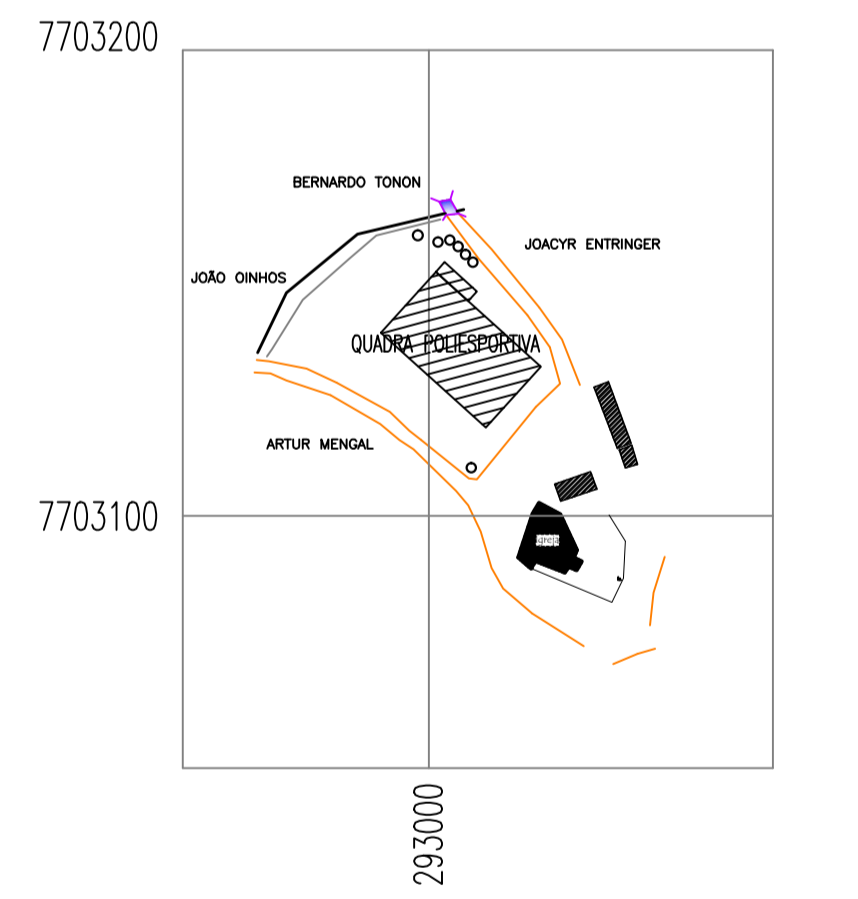 7703200
BERNARDO TONON
JOACYR ENTRINGER
JOÃO OINHOS
QUADRA POLIESPORTIVA
ARTUR MENGAL
7703100
293000